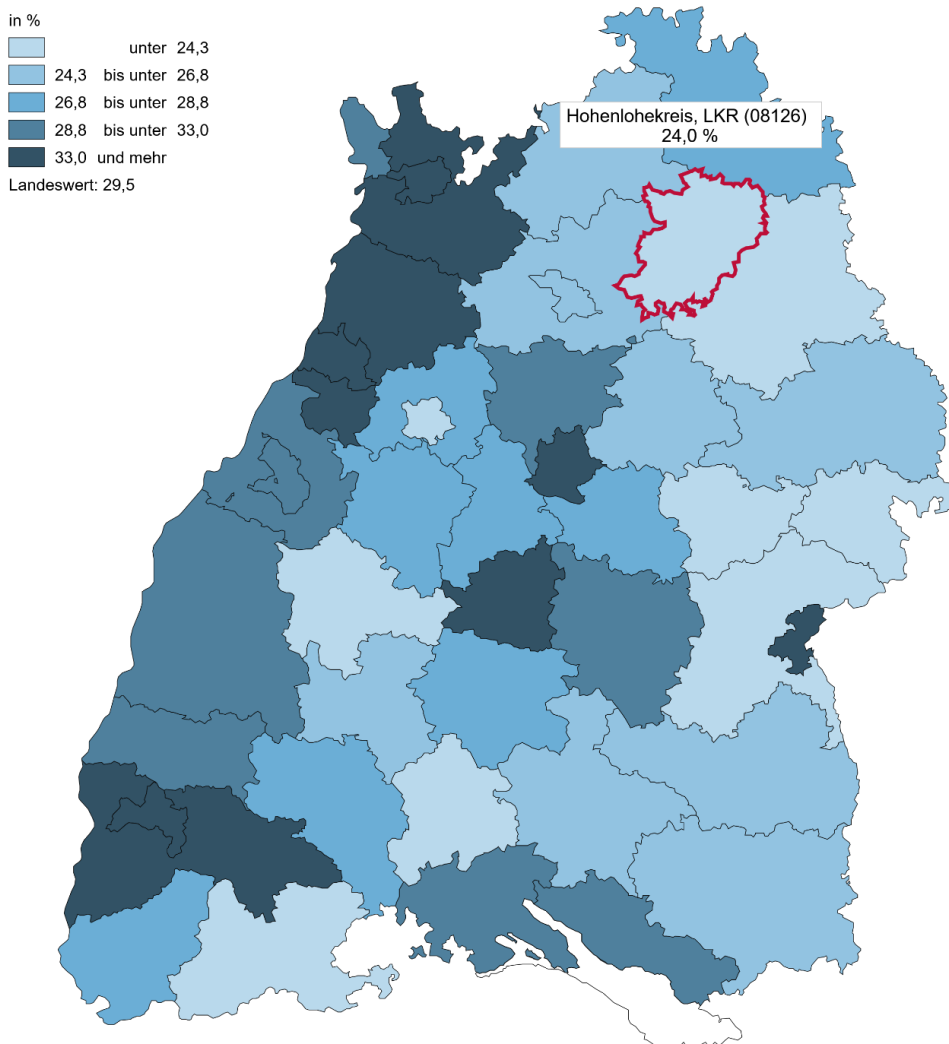 in %
unter 24,3
24,3 bis unter 26,8
26,8 bis unter 28,8
28,8 bis unter 33,0
33,0 und mehr
Landeswert: 29,5
Hohenlohekreis, LKR (08126)
24,0 %